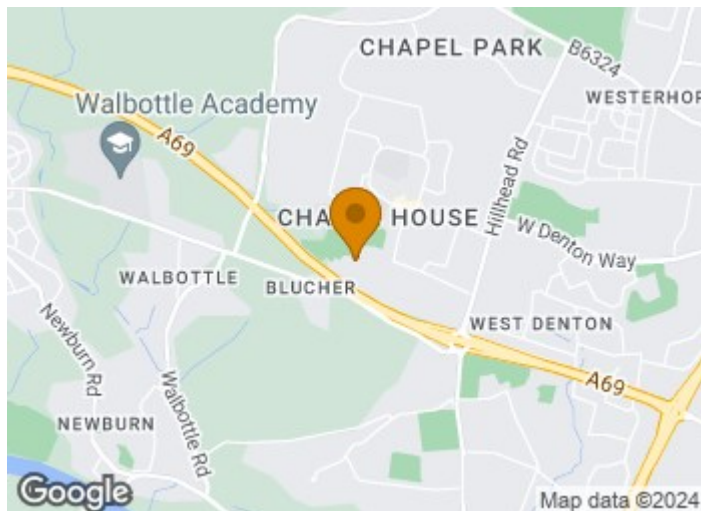 CHAPEL PARK
B6324
WESTERHOP
Walbottle Academy
A69
Hillhead Rd
CHA HOUSE
W Denton Way
WALBOTTLE
BLUCHER
WEST DENTON
Newburn Rd
Walbottle Rd
A69
NEWBURN
Google
Map data ©2024